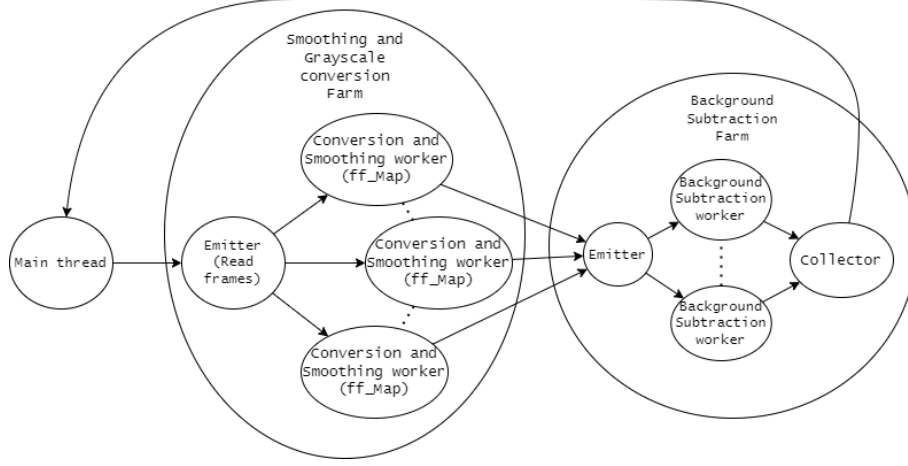 Smoothing and
Grayscale
conversion
Farm
Conversion and
Smoothing worker
(ff_Map)
Main thread
Emitter
(Read
frames)
Conversion and
Smoothing worker
(ff_Map)
Conversion and
Smoothing worker
(ff_Map)
Background
Subtraction
Farm
Emitter
Background
Subtraction
worker
Background
Subtraction
worker
Collector